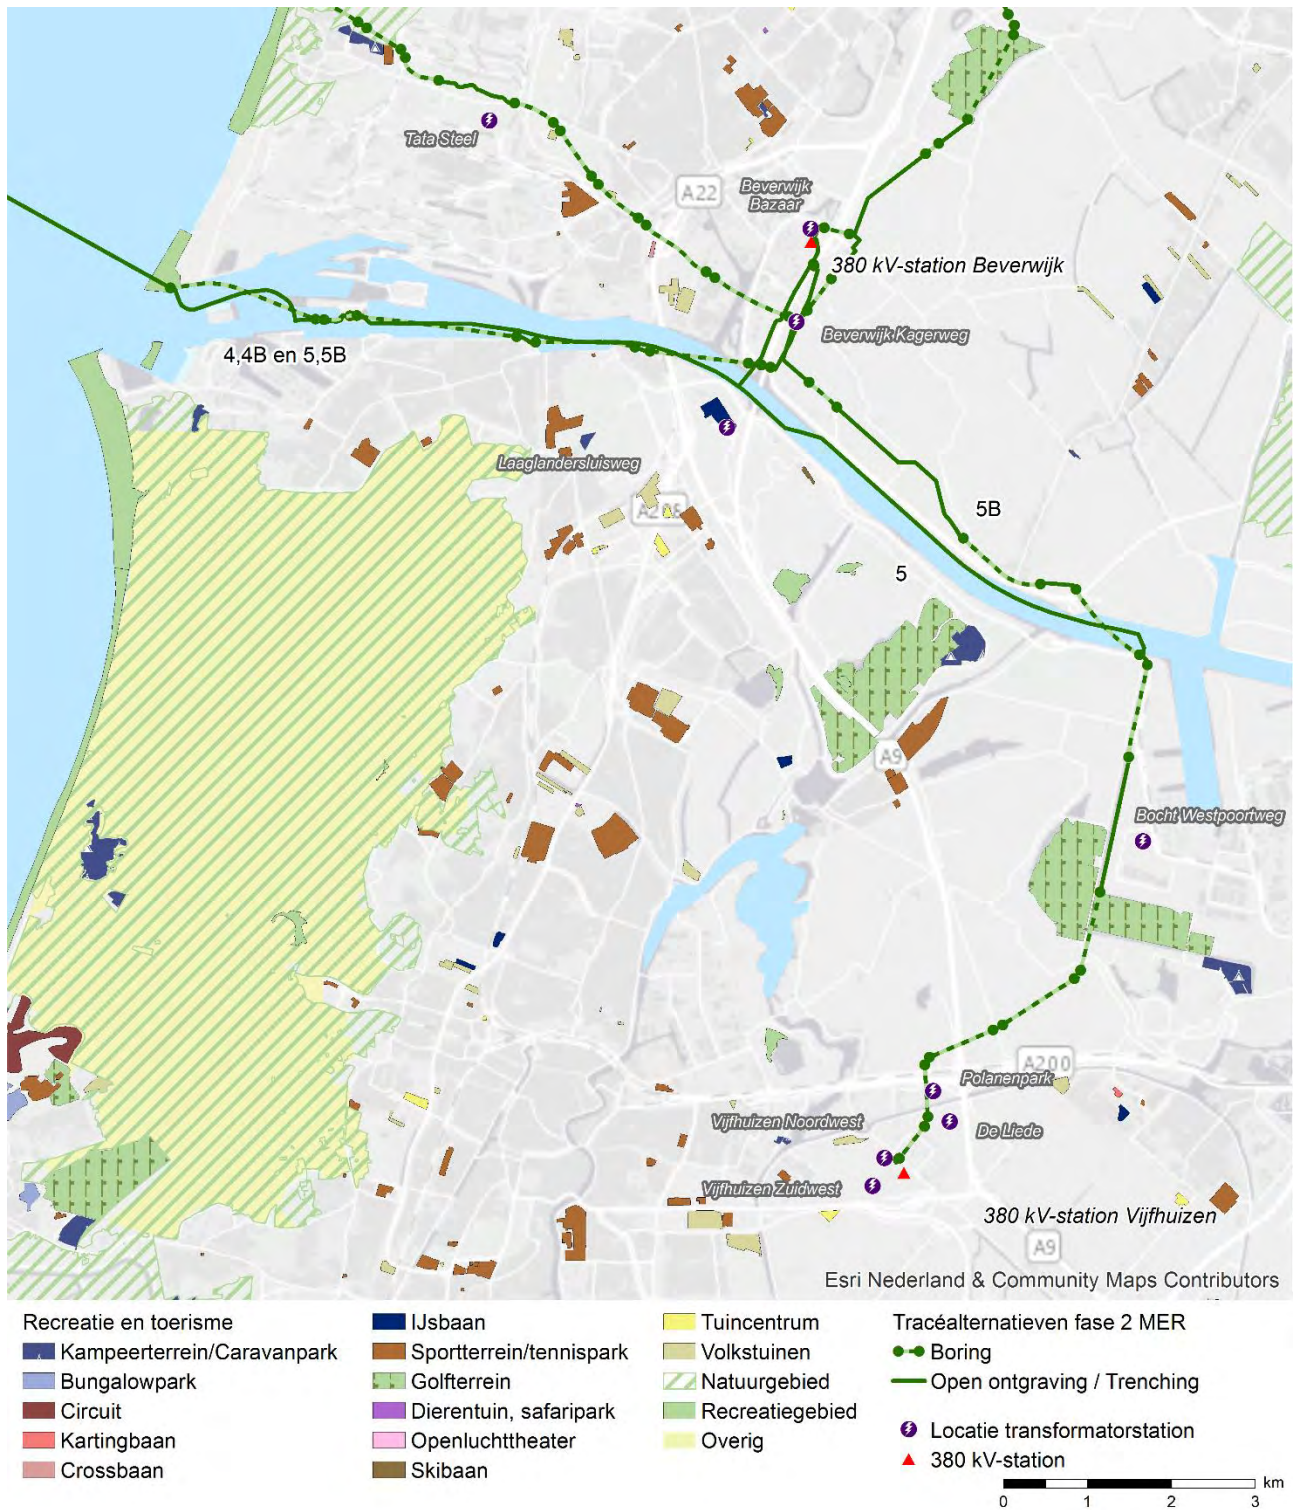 Tata Steel
A22
Beverwijk
Bazaar
380 kV-station Beverwijk
Beverwijk Kagerweg
4,4B en 5,5B
Laaglandersluisweg
A208
5B
5
A9
Bocht Westpoortweg
A200
Polanenpark
Vijfhuizen Noordwest
De Liede
Vijfhuizen Zuidwest
380 kV-station Vijfhuizen
A9
Esri Nederland & Community Maps Contributors
Recreatie en toerisme
Kampeerterrein/Caravanpark
Bungalowpark
Circuit
Kartingbaan
Crossbaan
IJsbaan
Sportterrein/tennispark
Golfterrein
Dierentuin, safaripark
Openluchttheater
Skibaan
Tuincentrum
Volkstuinen
Natuurgebied
Recreatiegebied
Overig
Tracéalternatieven fase 2 MER
Boring
Open ontgraving / Trenching
Locatie transformatorstation
380 kV-station
km
0 1 2 3